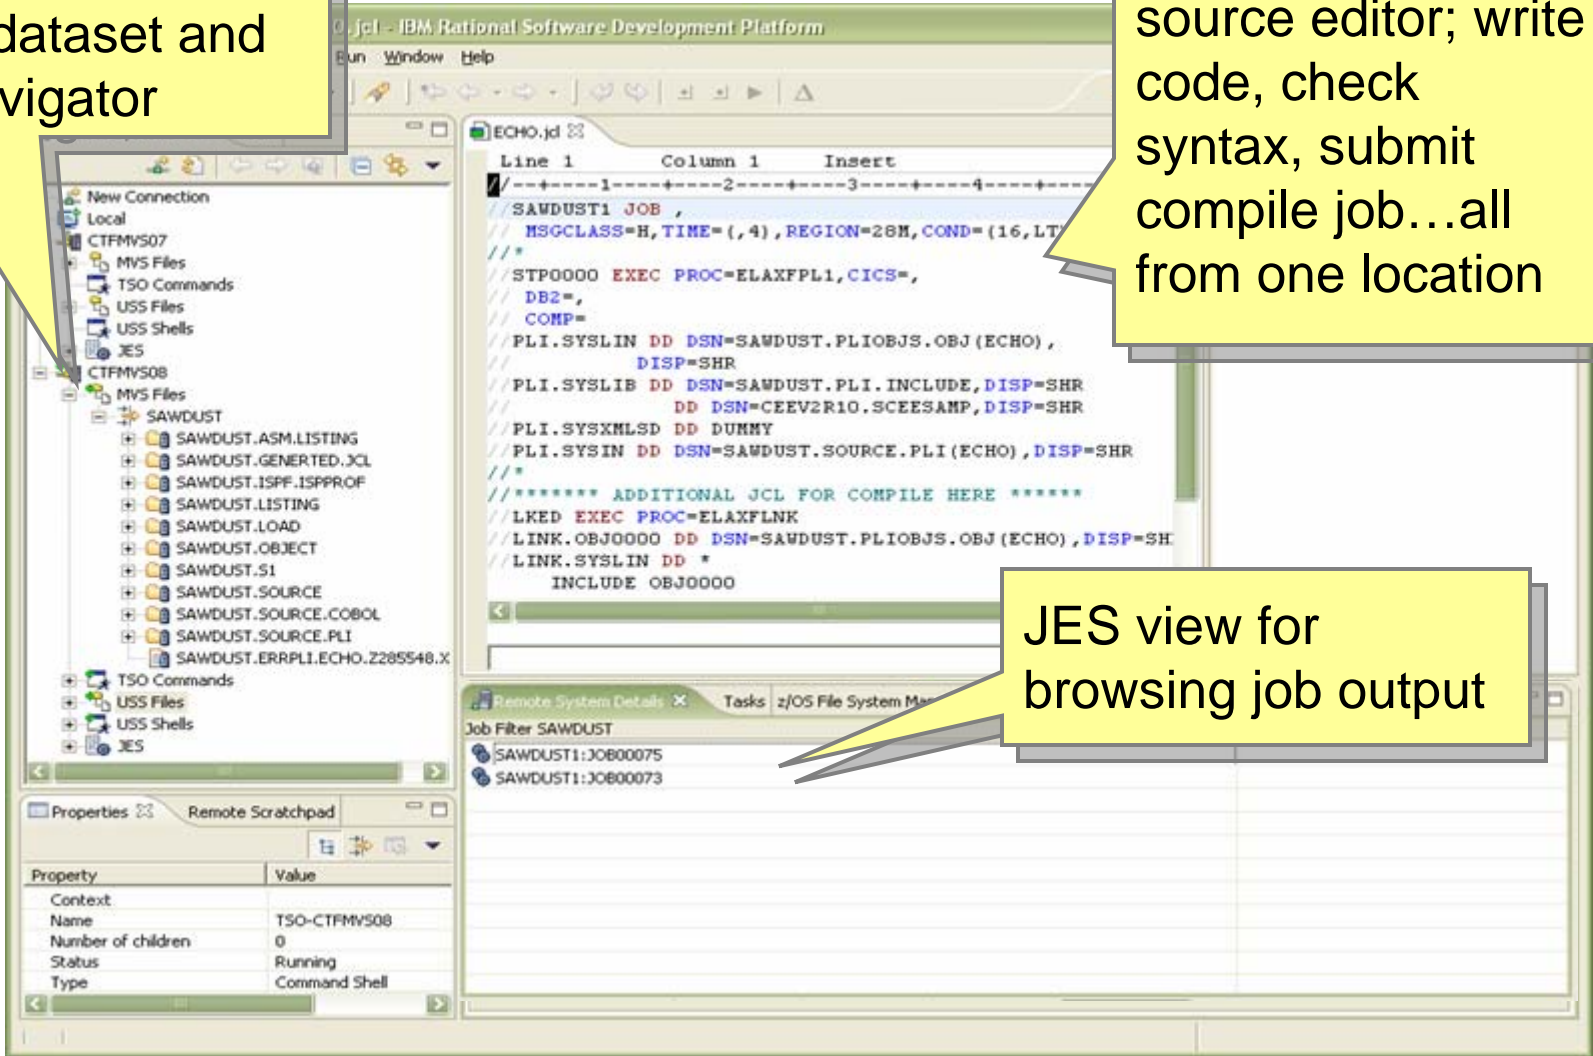 dataset and
vigator
source editor; write
code, check
syntax, submit
compile job…all
from one location
.jcl - IBM Rational Software Development Platform
Run Window Help
New Connection
Local
CTFMVS07
MVS Files
TSO Commands
USS Files
USS Shells
JES
CTFMVS08
MVS Files
SAWDUST
SAWDUST.ASM.LISTING
SAWDUST.GENERTED.JCL
SAWDUST.ISPF.ISPPROF
SAWDUST.LISTING
SAWDUST.LOAD
SAWDUST.OBJECT
SAWDUST.S1
SAWDUST.SOURCE
SAWDUST.SOURCE.COBOL
SAWDUST.SOURCE.PLI
SAWDUST.ERRPLI.ECHO.Z285548.X
TSO Commands
USS Files
USS Shells
JES
ECHO.jcl
Line 1 Column 1 Insert
//--+----1----+----2----+----3----+----4----+----
//SAWDUST1 JOB ,
// MSGCLASS=H,TIME=(,4),REGION=28M,COND=(16,LT
//*
//STP0000 EXEC PROC=ELAXFPL1,CICS=,
// DB2=,
// COMP=
//PLI.SYSLIN DD DSN=SAWDUST.PLIOBJS.OBJ(ECHO),
// DISP=SHR
//PLI.SYSLIB DD DSN=SAWDUST.PLI.INCLUDE,DISP=SHR
// DD DSN=CEEV2R10.SCEESAMP,DISP=SHR
//PLI.SYSXMLSD DD DUMMY
//PLI.SYSIN DD DSN=SAWDUST.SOURCE.PLI(ECHO),DISP=SHR
//*
//******* ADDITIONAL JCL FOR COMPILE HERE ******
//LKED EXEC PROC=ELAXFLNK
//LINK.OBJ0000 DD DSN=SAWDUST.PLIOBJS.OBJ(ECHO),DISP=SH
//LINK.SYSLIN DD *
INCLUDE OBJ0000
JES view for
browsing job output
Remote System Details Tasks z/OS File System Ma
Job Filter SAWDUST
SAWDUST1:JOB00075
SAWDUST1:JOB00073
Properties Remote Scratchpad
Property Value
Context
Name TSO-CTFMVS08
Number of children 0
Status Running
Type Command Shell